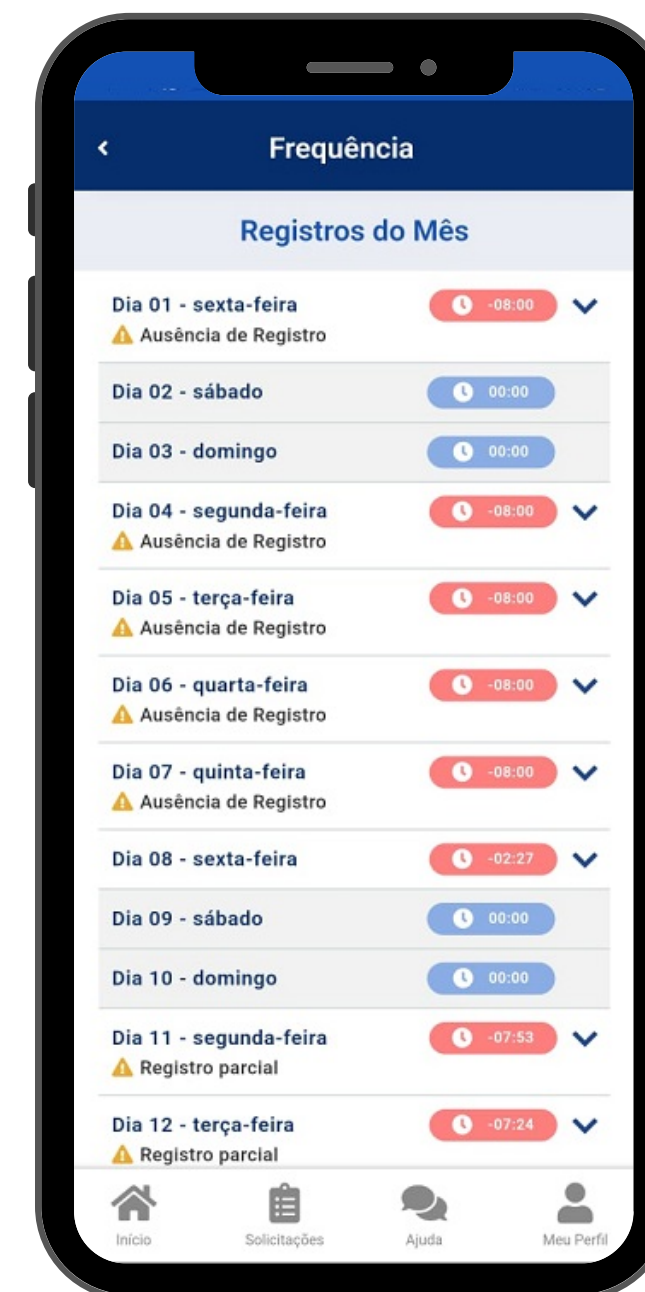 Frequência
Registros do Mês
Dia 01 - sexta-feira -08:00
Ausência de Registro
Dia 02 - sábado 00:00
Dia 03 - domingo 00:00
Dia 04 - segunda-feira -08:00
Ausência de Registro
Dia 05 - terça-feira -08:00
Ausência de Registro
Dia 06 - quarta-feira -08:00
Ausência de Registro
Dia 07 - quinta-feira -08:00
Ausência de Registro
Dia 08 - sexta-feira -02:27
Dia 09 - sábado 00:00
Dia 10 - domingo 00:00
Dia 11 - segunda-feira -07:53
Registro parcial
Dia 12 - terça-feira -07:24
Registro parcial
Início Solicitações Ajuda Meu Perfil